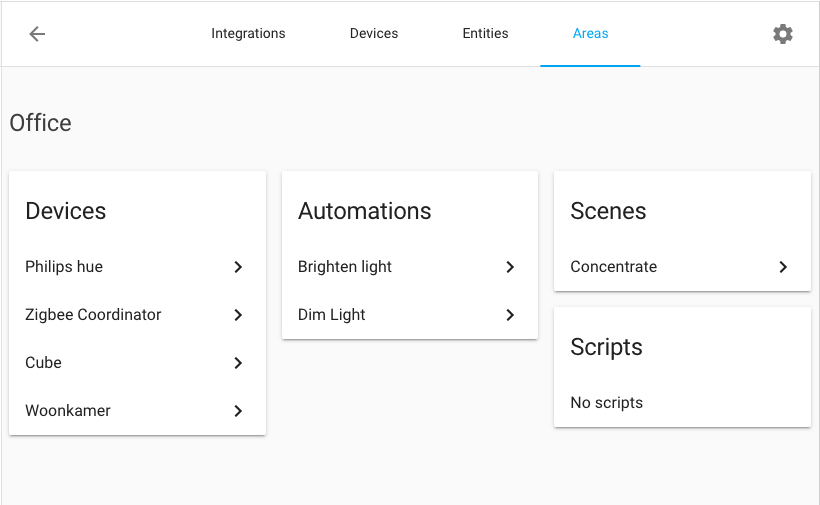 Integrations
Devices
Entities
Areas
Office
Devices
Philips hue
Zigbee Coordinator
Cube
Woonkamer
Automations
Brighten light
Dim Light
Scenes
Concentrate
Scripts
No scripts